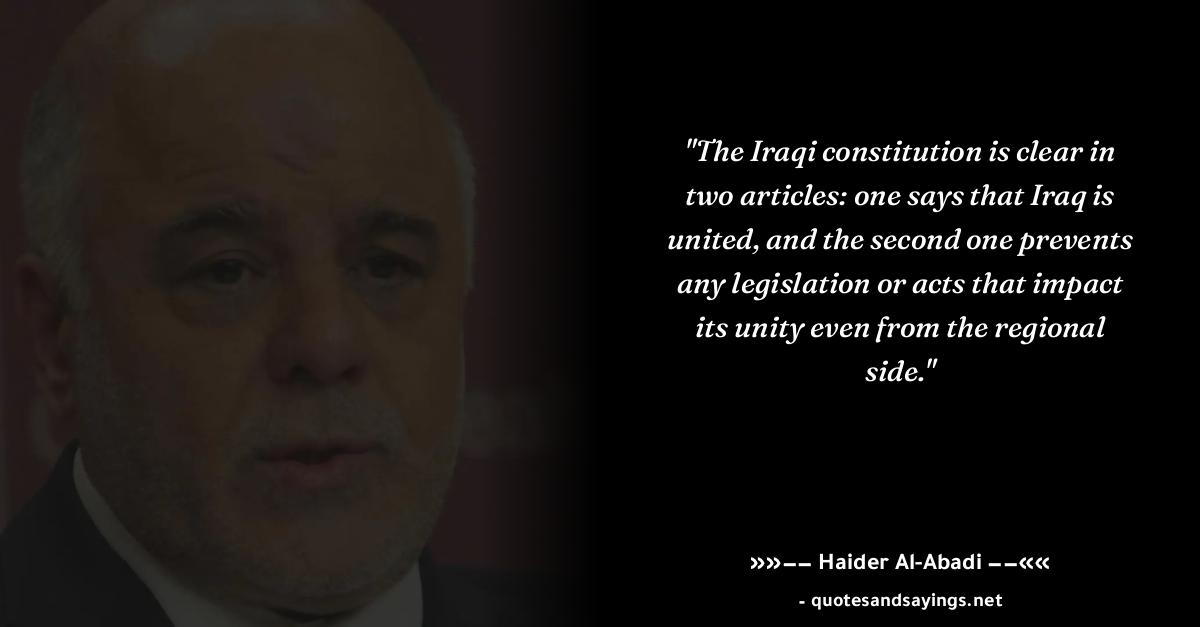 "The Iraqi constitution is clear in
two articles: one says that Iraq is
united, and the second one prevents
any legislation or acts that impact
its unity even from the regional
side."
»»−− Haider Al-Abadi −−««
- quotesandsayings.net